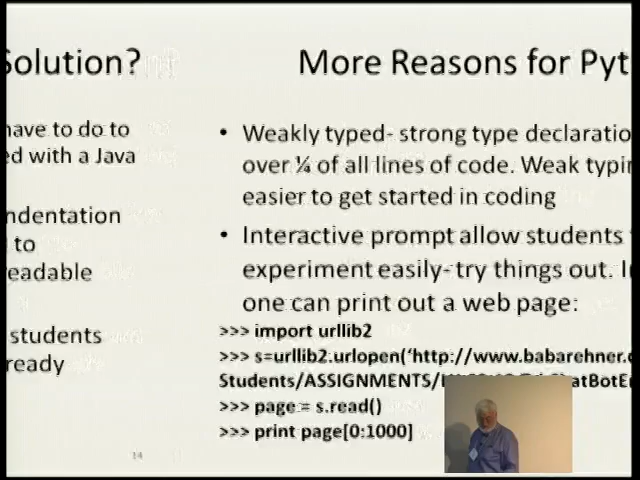 Solution?
have to do to
ed with a Java
ndentation
to
eadable
students
ready
14
More Reasons for Pyt
• Weakly typed- strong type declaratio
over ¼ of all lines of code. Weak typin
easier to get started in coding
• Interactive prompt allow students
experiment easily- try things out. I
one can print out a web page:
>>> import urllib2
>>> s=urllib2.urlopen('http://www.babarehner.
Students/ASSIGNMENTS/
>>> page = s.read()
>>> print page[0:1000]